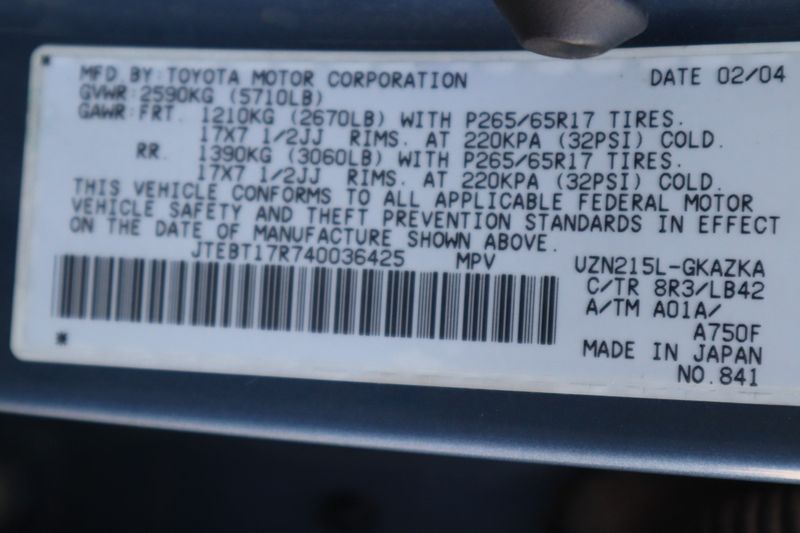 MFD.BY:TOYOTA MOTOR CORPORATION DATE 02/04
GVWR:2590KG (5710LB)
GAWR:FRT. 1210KG (2670LB) WITH P265/65R17 TIRES.
17X7 1/2JJ RIMS. AT 220KPA (32PSI) COLD.
RR. 1390KG (3060LB) WITH P265/65R17 TIRES.
17X7 1/2JJ RIMS. AT 220KPA (32PSI) COLD.
THIS VEHICLE CONFORMS TO ALL APPLICABLE FEDERAL MOTOR
VEHICLE SAFETY AND THEFT PREVENTION STANDARDS IN EFFECT
ON THE DATE OF MANUFACTURE SHOWN ABOVE.
JTEBT17R740036425 MPV UZN215L-GKAZKA
C/TR 8R3/LB42
A/TM A01A/
A750F
MADE IN JAPAN
NO.841